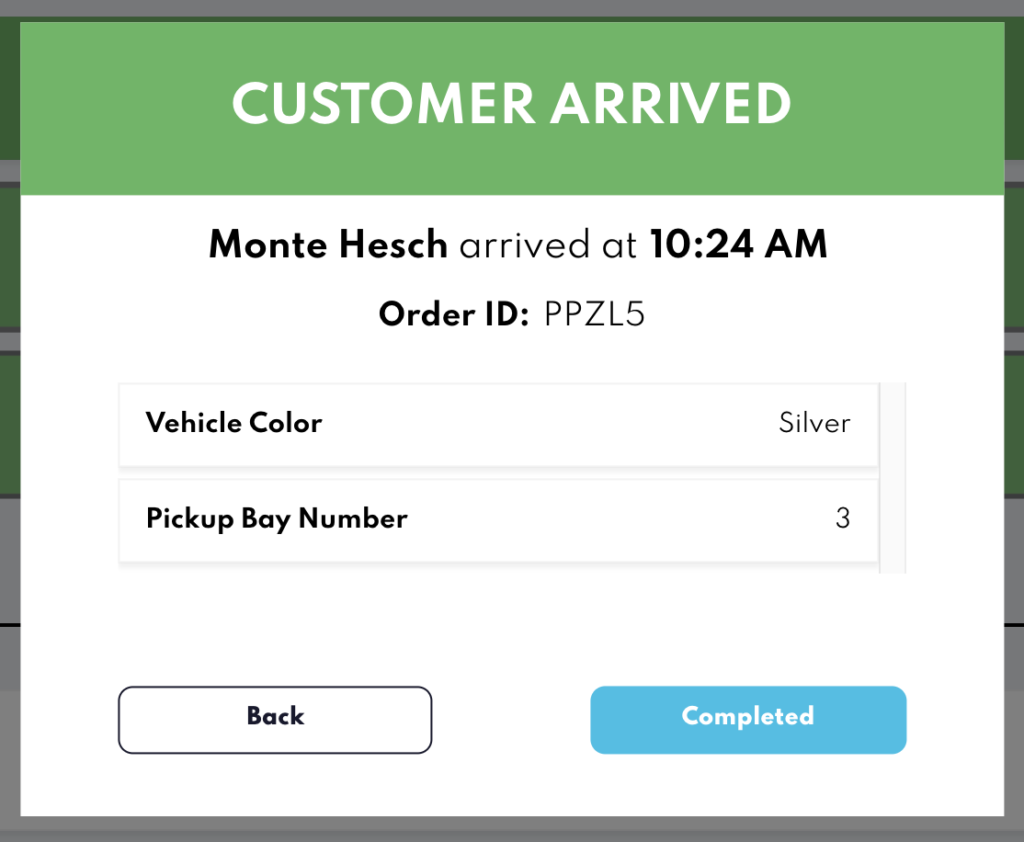 CUSTOMER ARRIVED
Monte Hesch arrived at 10:24 AM
Order ID: PPZL5
Vehicle Color Silver
Pickup Bay Number 3
Back Completed